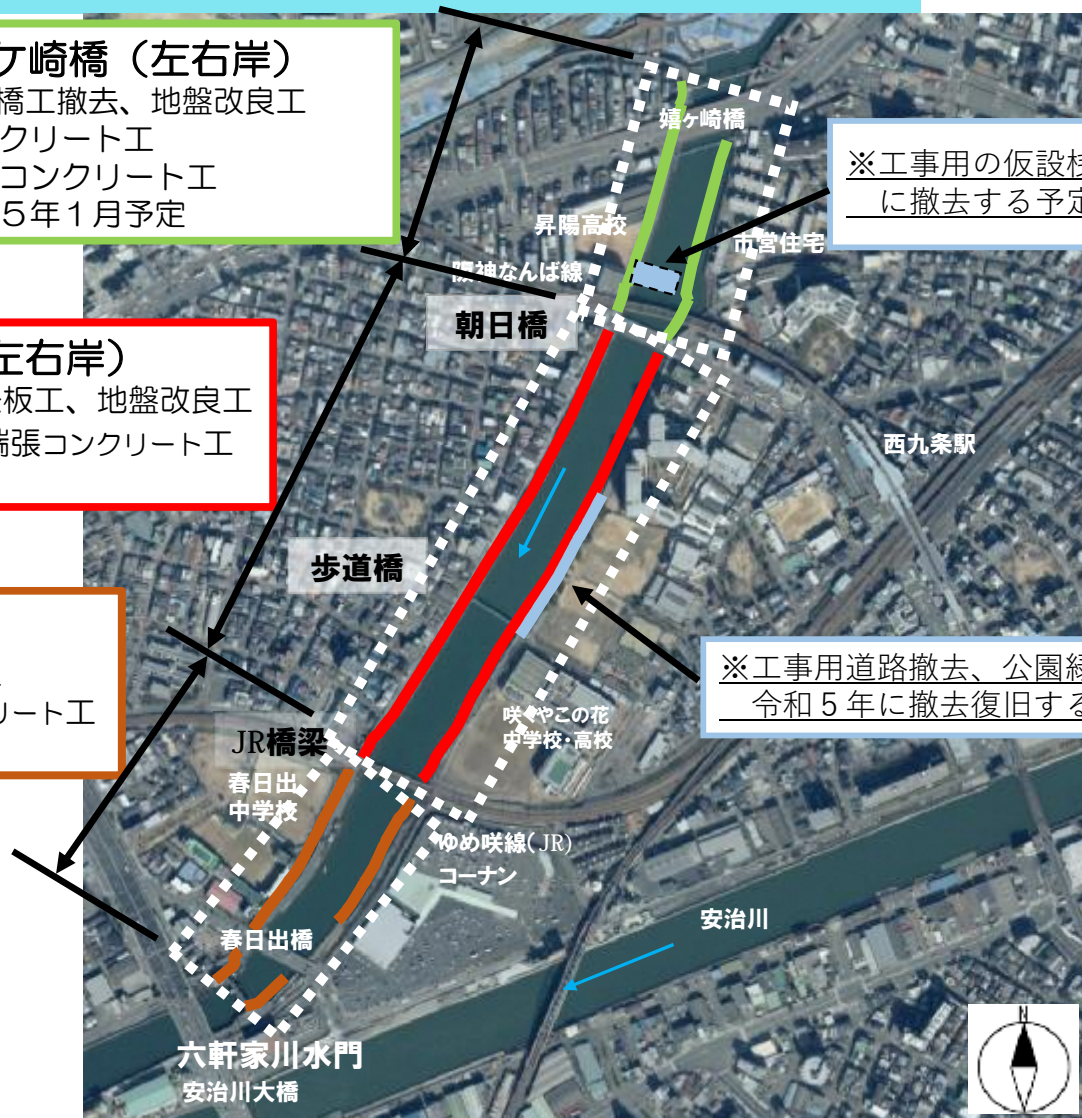 ケ崎橋（左右岸）
橋工撤去、地盤改良工
クリート工
コンクリート工
５年１月予定
嬉ヶ崎橋
※工事用の仮設桟
に撤去する予定
昇陽高校
市営住宅
阪神なんば線
朝日橋
左右岸）
板工、地盤改良工
張コンクリート工
西九条駅
歩道橋
リート工
※工事用道路撤去、公園緑
令和５年に撤去復旧する
咲くやこの花
中学校・高校
JR橋梁
春日出
中学校
ゆめ咲線(JR)
コーナン
安治川
春日出橋
六軒家川水門
安治川大橋
N